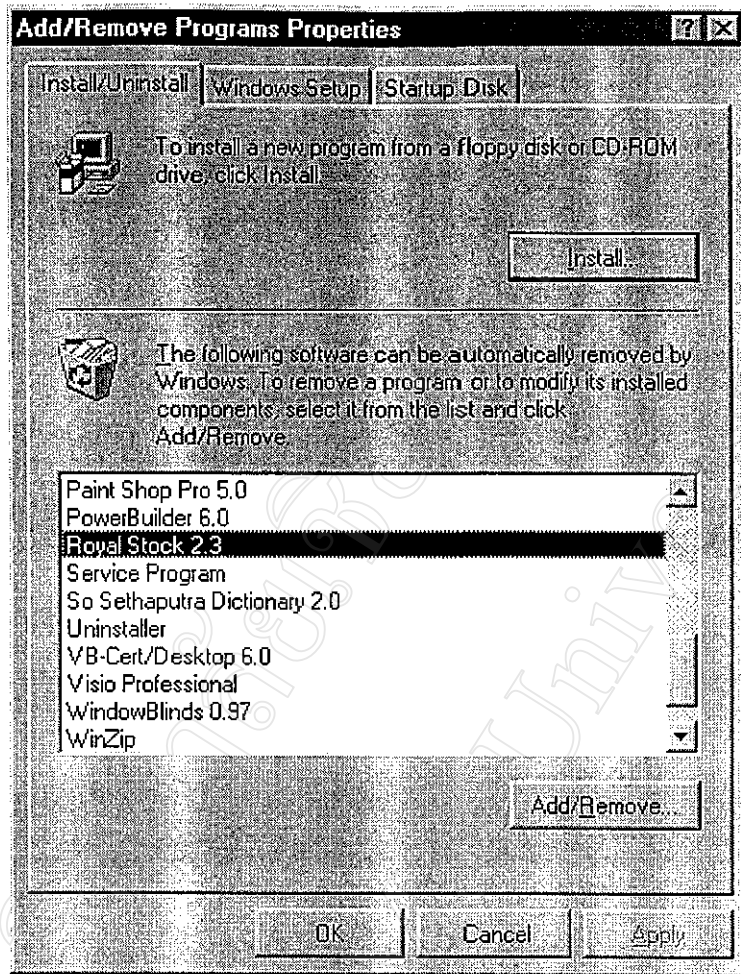 Add/Remove Programs Properties
Install/Uninstall Windows Setup Startup Disk
To install a new program from a floppy disk or CD-ROM
drive, click Install.
Install...
The following software can be automatically removed by
Windows. To remove a program or to modify its installed
components, select it from the list and click
Add/Remove.
Paint Shop Pro 5.0
PowerBuilder 6.0
Royal Stock 2.3
Service Program
So Sethaputra Dictionary 2.0
Uninstaller
VB-Cert/Desktop 6.0
Visio Professional
WindowBlinds 0.97
WinZip
Add/Remove...
OK Cancel Apply